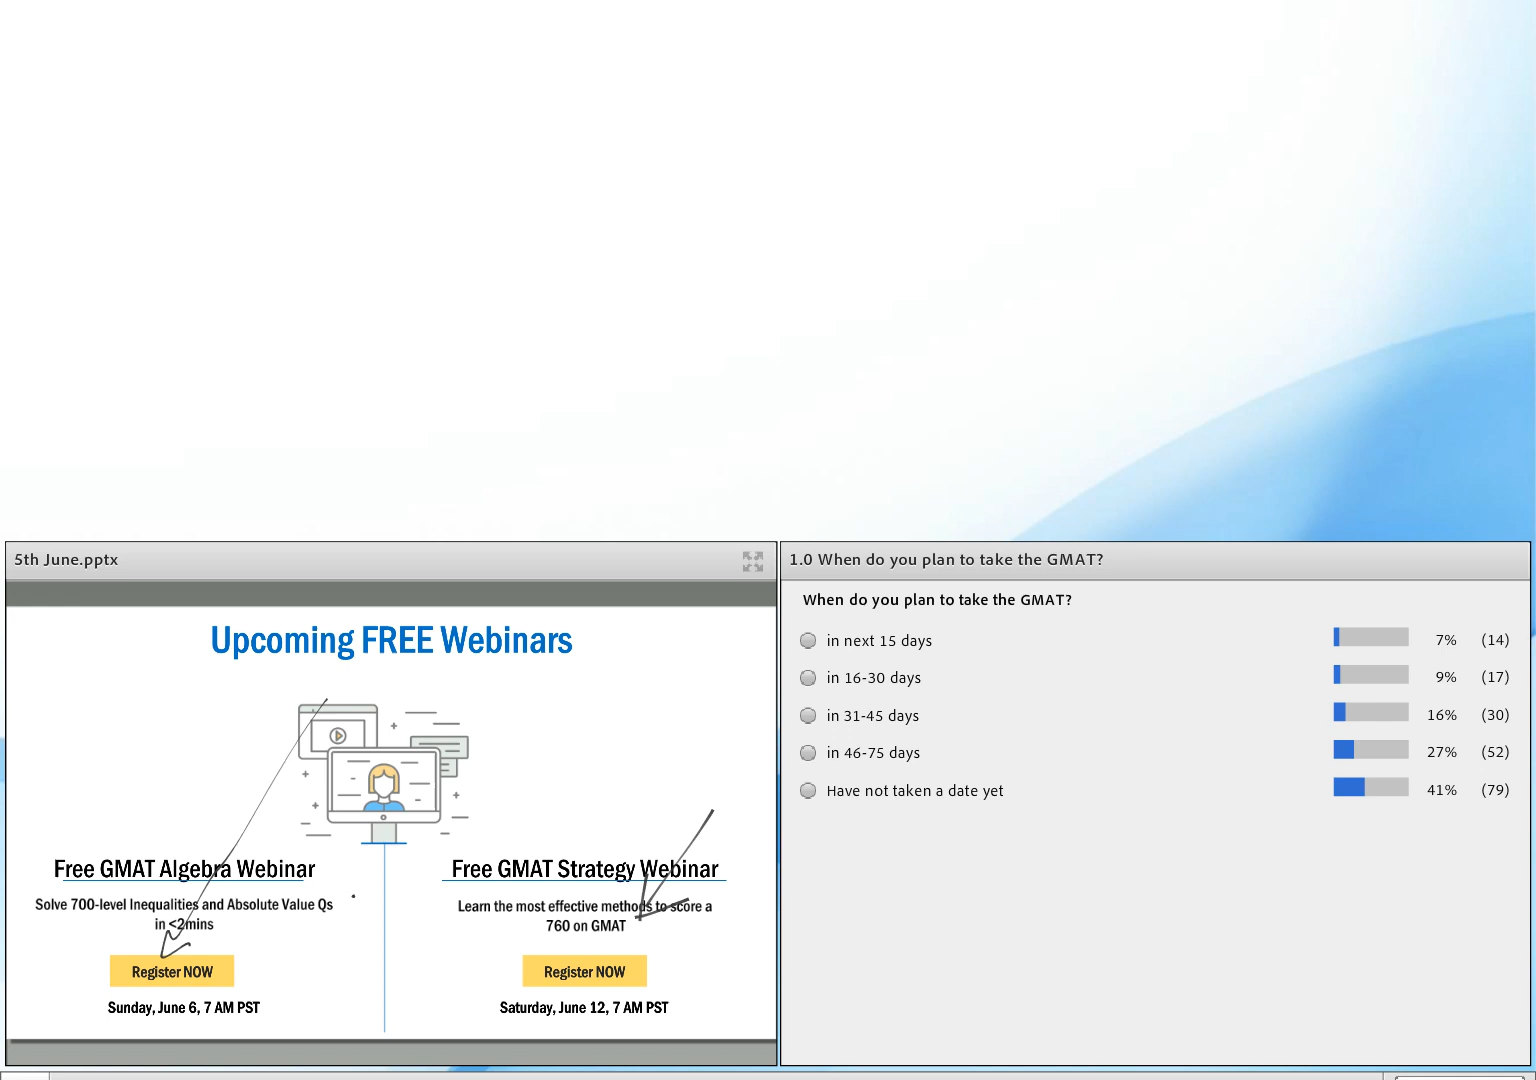 5th June.pptx
Upcoming FREE Webinars
Free GMAT Algebra Webinar
Solve 700-level Inequalities and Absolute Value Qs
in <2mins
Register NOW
Sunday, June 6, 7 AM PST
Free GMAT Strategy Webinar
Learn the most effective methods to score a
760 on GMAT
Register NOW
Saturday, June 12, 7 AM PST
1.0 When do you plan to take the GMAT?
When do you plan to take the GMAT?
in next 15 days 7% (14)
in 16-30 days 9% (17)
in 31-45 days 16% (30)
in 46-75 days 27% (52)
Have not taken a date yet 41% (79)